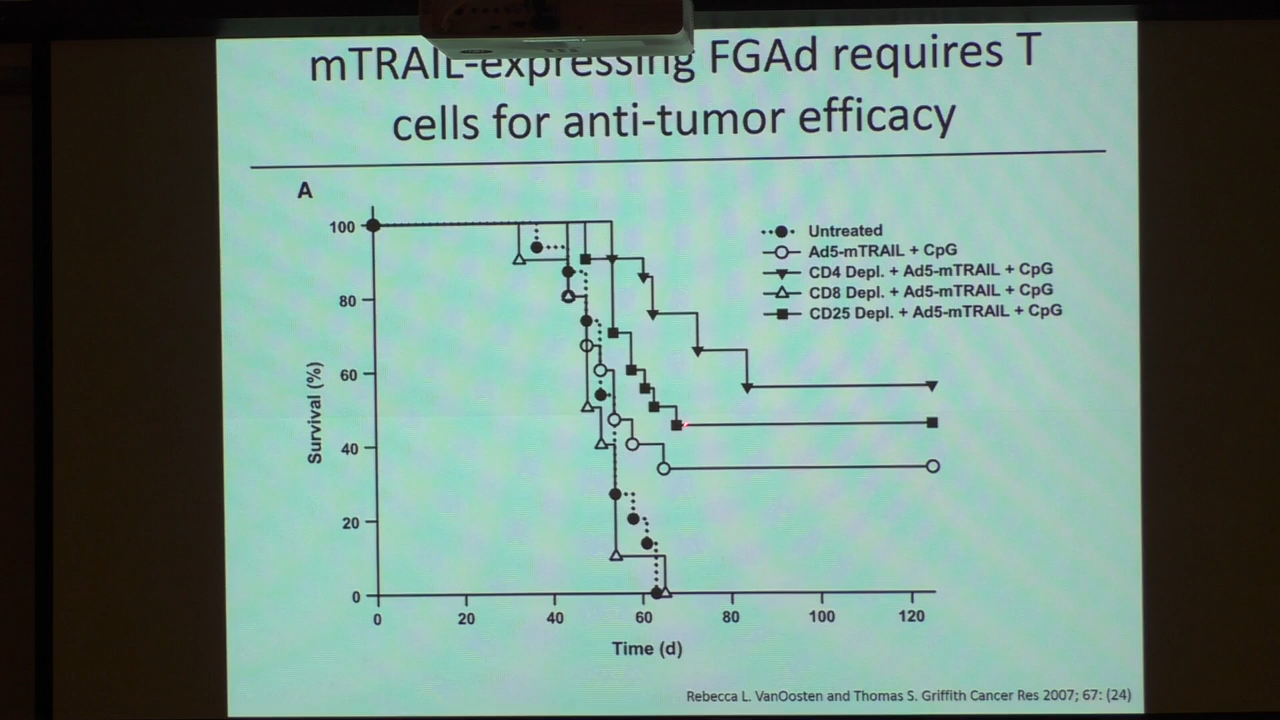 mTRAIL-expressing FGAd requires T
cells for anti-tumor efficacy
A
Untreated
Ad5-mTRAIL + CpG
CD4 Depl. + Ad5-mTRAIL + CpG
CD8 Depl. + Ad5-mTRAIL + CpG
CD25 Depl. + Ad5-mTRAIL + CpG
100
80
60
40
20
0
Survival (%)
0 20 40 60 80 100 120
Time (d)
Rebecca L. VanOosten and Thomas S. Griffith Cancer Res 2007; 67: (24)